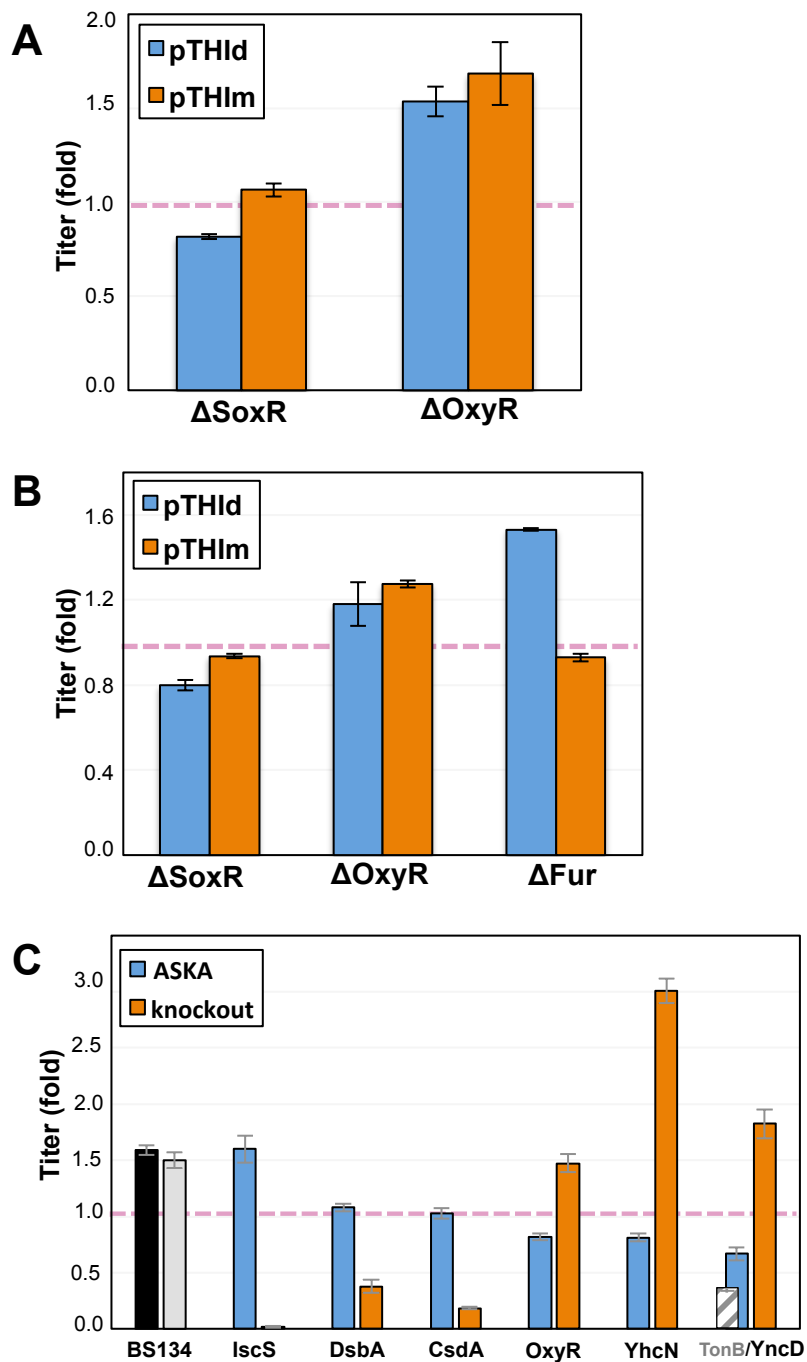 A
pTHId
pTHIm
Titer (fold)
2.0
1.5
1.0
0.5
0.0
ΔSoxR ΔOxyR
B
pTHId
pTHIm
Titer (fold)
1.6
1.2
0.8
0.4
0.0
ΔSoxR ΔOxyR ΔFur
C
ASKA
knockout
Titer (fold)
3.0
2.5
2.0
1.5
1.0
0.5
0.0
BS134 IscS DsbA CsdA OxyR YhcN TonB/YncD